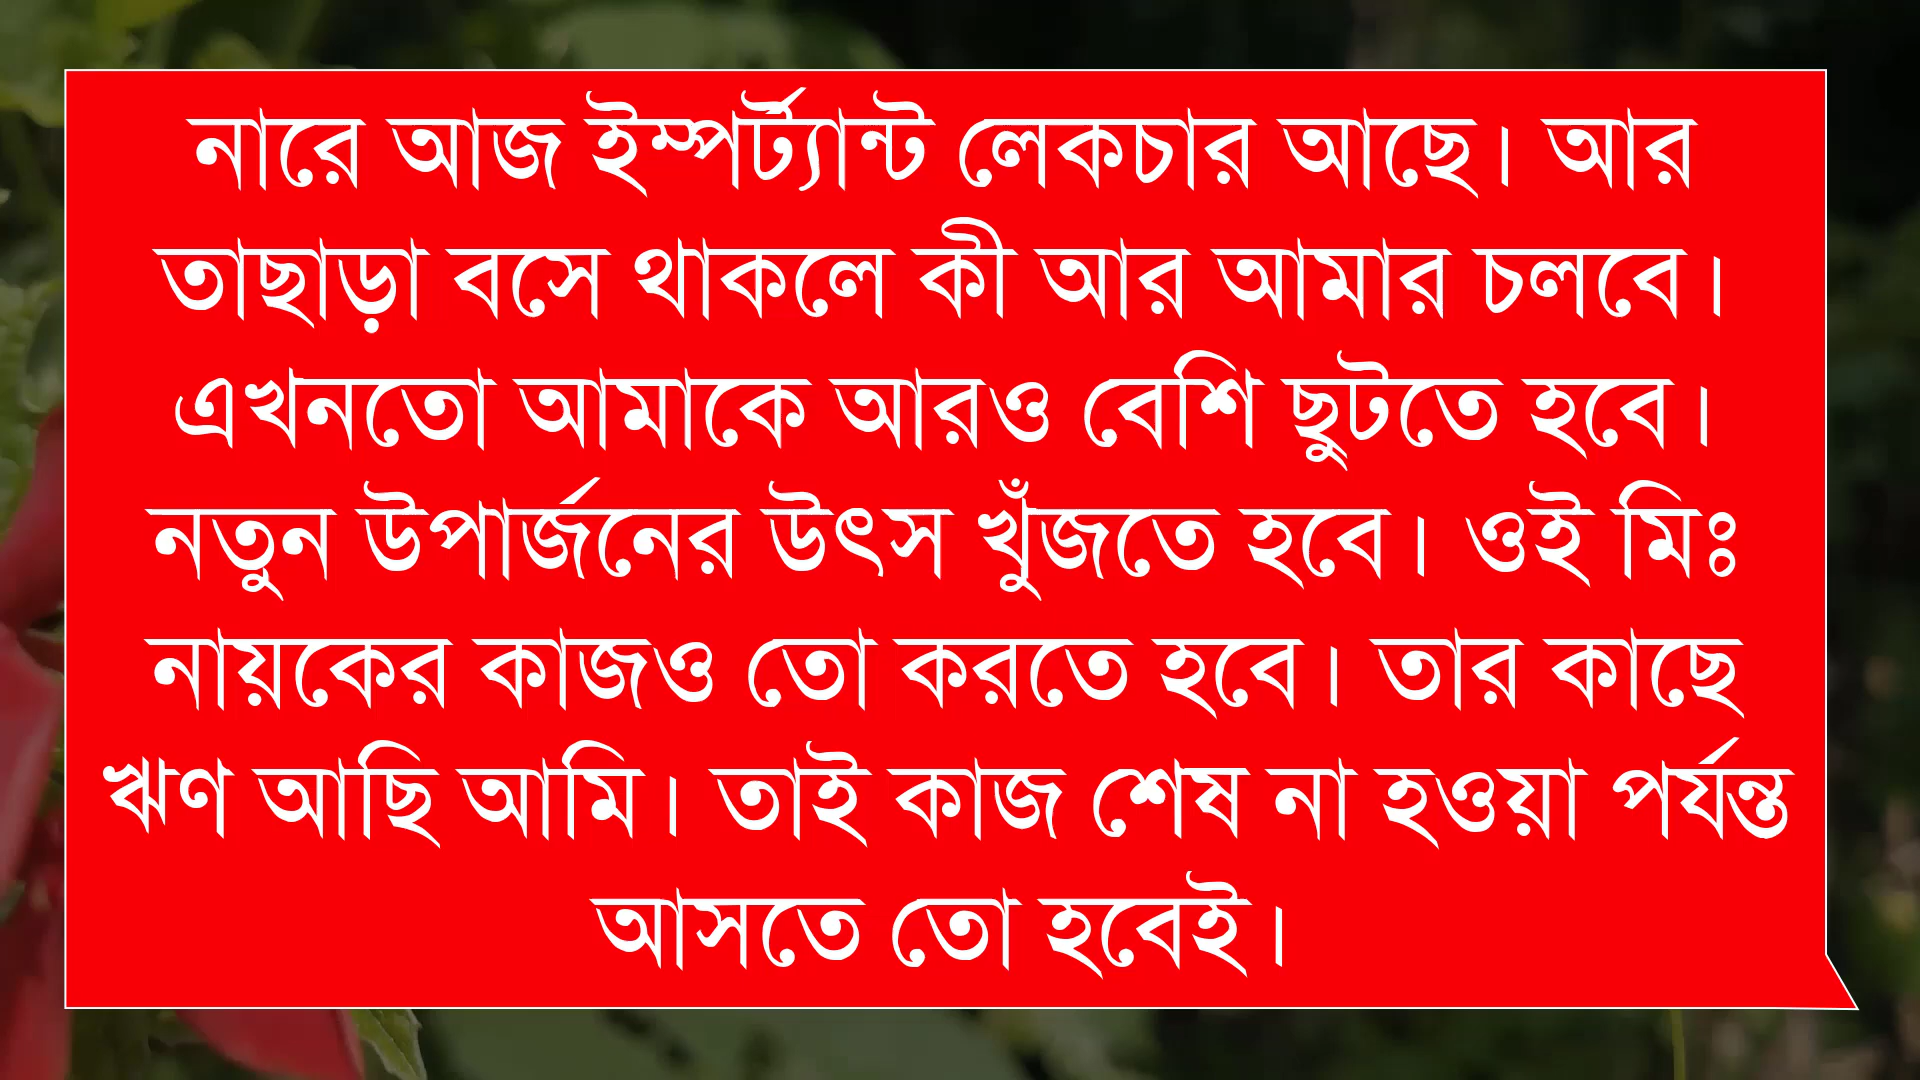 নারে আজ ইম্পর্ট্যান্ট লেকচার আছে। আর
তাছাড়া বসে থাকলে কী আর আমার চলবে।
এখনতো আমাকে আরও বেশি ছুটতে হবে।
নতুন উপার্জনের উৎস খুঁজতে হবে। ওই মিঃ
নায়কের কাজও তো করতে হবে। তার কাছে
ঋণ আছি আমি। তাই কাজ শেষ না হওয়া পর্যন্ত
আসতে তো হবেই।